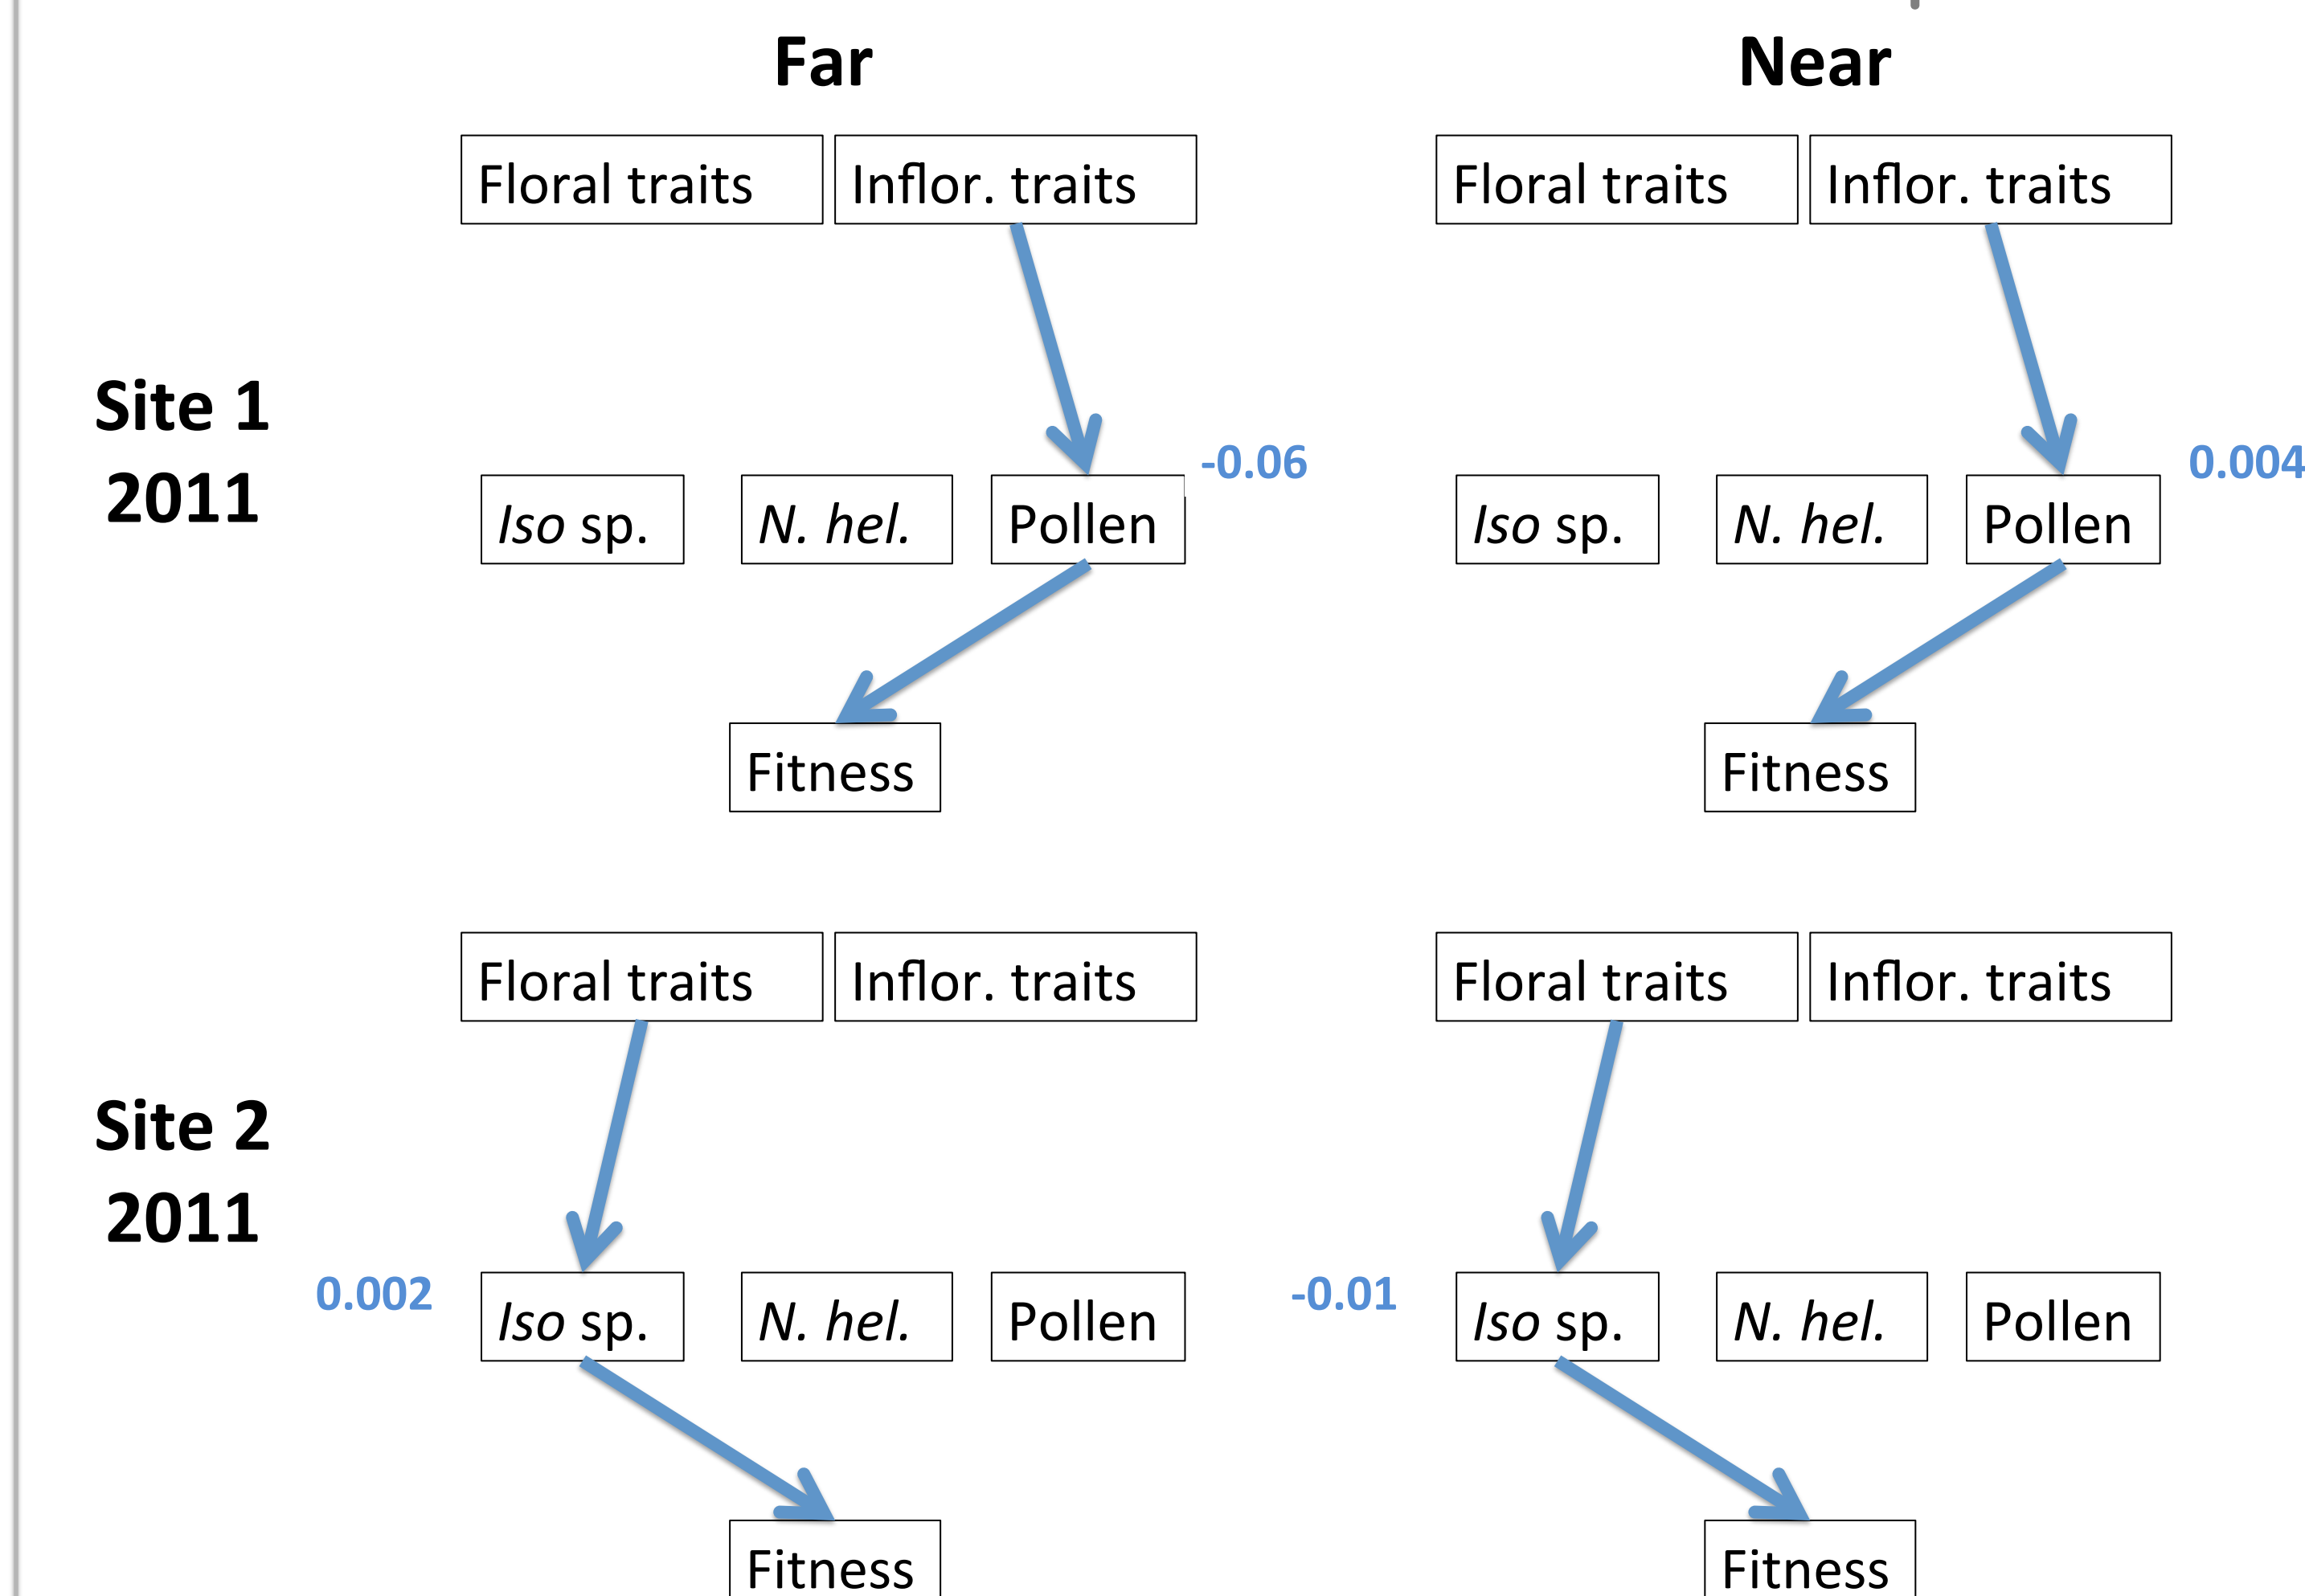 Far
Near
Floral traits
Inflor. traits
Floral traits
Inflor. traits
Site 1
2011
-0.06
0.004
Iso sp.
N. hel.
Pollen
Iso sp.
N. hel.
Pollen
Fitness
Fitness
Floral traits
Inflor. traits
Floral traits
Inflor. traits
Site 2
2011
0.002
-0.01
Iso sp.
N. hel.
Pollen
Iso sp.
N. hel.
Pollen
Fitness
Fitness